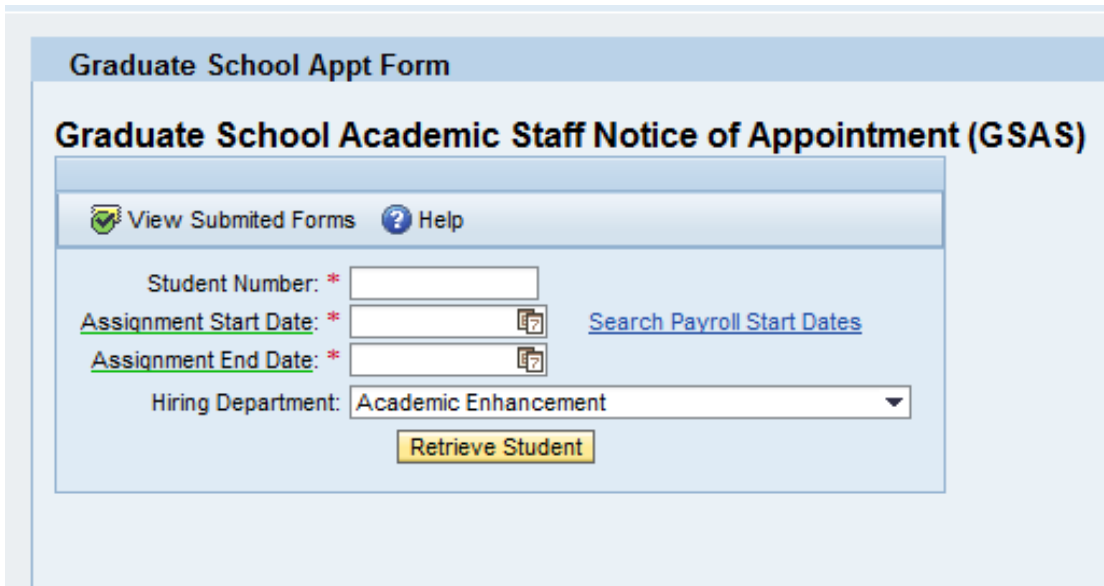 Graduate School Appt Form
Graduate School Academic Staff Notice of Appointment (GSAS)
View Submited Forms Help
Student Number: *
Assignment Start Date: * Search Payroll Start Dates
Assignment End Date: *
Hiring Department: Academic Enhancement
Retrieve Student